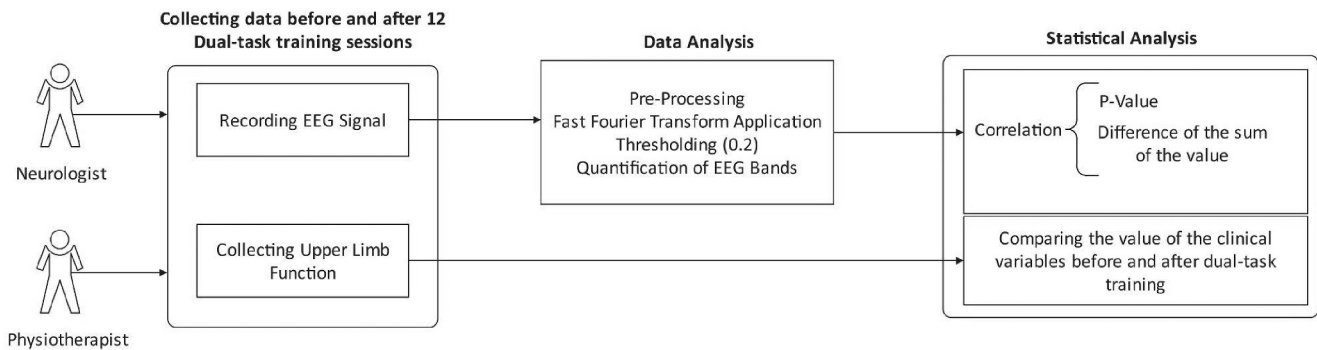 Collecting data before and after 12
Dual-task training sessions
Data Analysis
Statistical Analysis
Neurologist
Recording EEG Signal
Pre-Processing
Fast Fourier Transform Application
Thresholding (0.2)
Quantification of EEG Bands
Correlation
P-Value
Difference of the sum
of the value
Physiotherapist
Collecting Upper Limb
Function
Comparing the value of the clinical
variables before and after dual-task
training